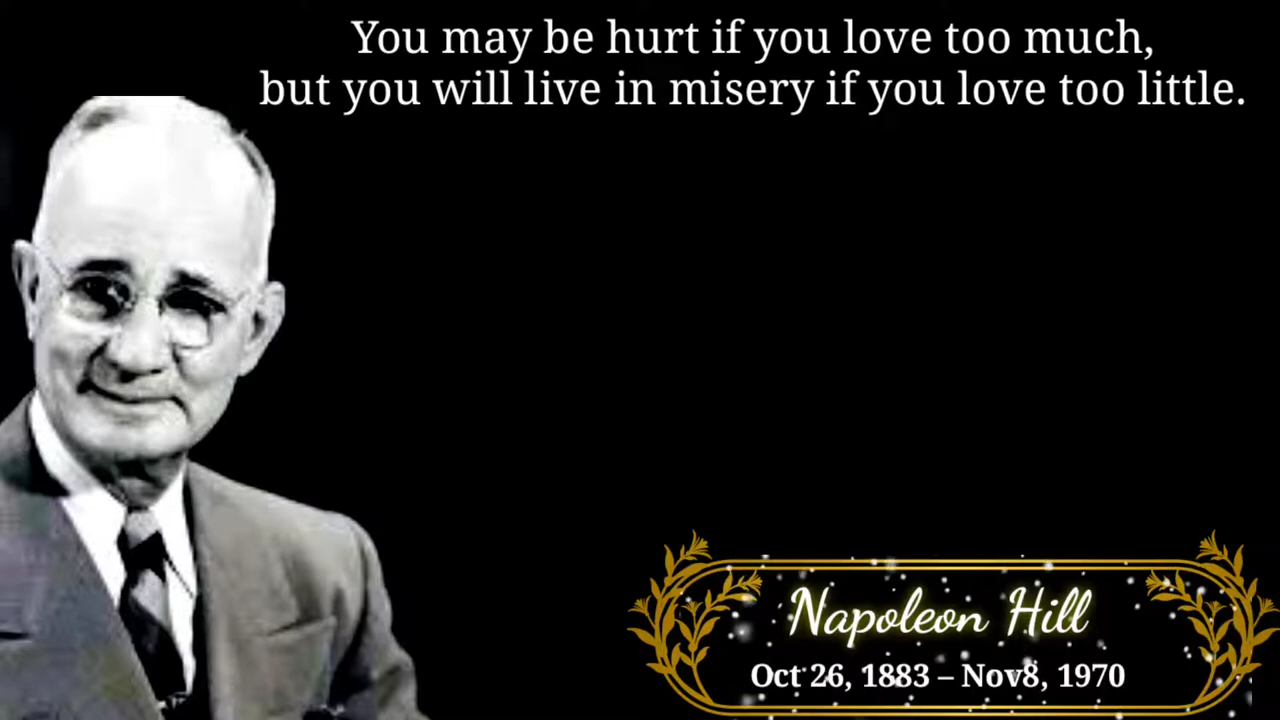 You may be hurt if you love too much,
but you will live in misery if you love too little.
Napoleon Hill
Oct 26, 1883 – Nov8, 1970